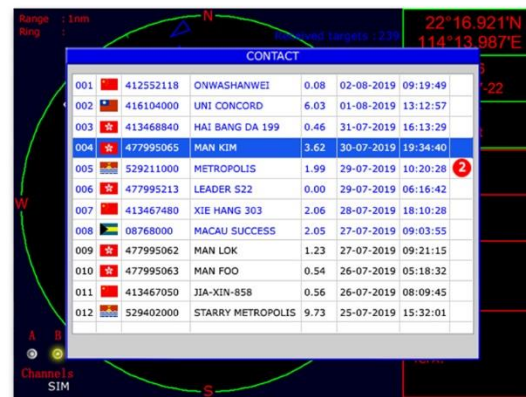 Range : 1nm
Ring :
N
Received targets : 239
22°16.921'N
114°13.987'E
CONTACT
001 412552118 ONWASHANWEI 0.08 02-08-2019 09:19:49
002 416104000 UNI CONCORD 6.03 01-08-2019 13:12:57
003 413468840 HAI BANG DA 199 0.46 31-07-2019 16:13:29
004 477995065 MAN KIM 3.62 30-07-2019 19:34:40
005 529211000 METROPOLIS 1.99 29-07-2019 10:20:28 2
006 477995213 LEADER S22 0.00 29-07-2019 06:16:42
007 413467480 XIE HANG 303 2.06 28-07-2019 18:10:28
008 08768000 MACAU SUCCESS 2.05 27-07-2019 09:03:55
009 477995062 MAN LOK 1.23 27-07-2019 09:21:15
010 477995063 MAN FOO 0.54 26-07-2019 05:18:32
011 413467050 JIA-XIN-858 0.56 26-07-2019 08:09:45
012 529402000 STARRY METROPOLIS 9.73 25-07-2019 15:32:01
-22
W
A B
Channels
SIM
S